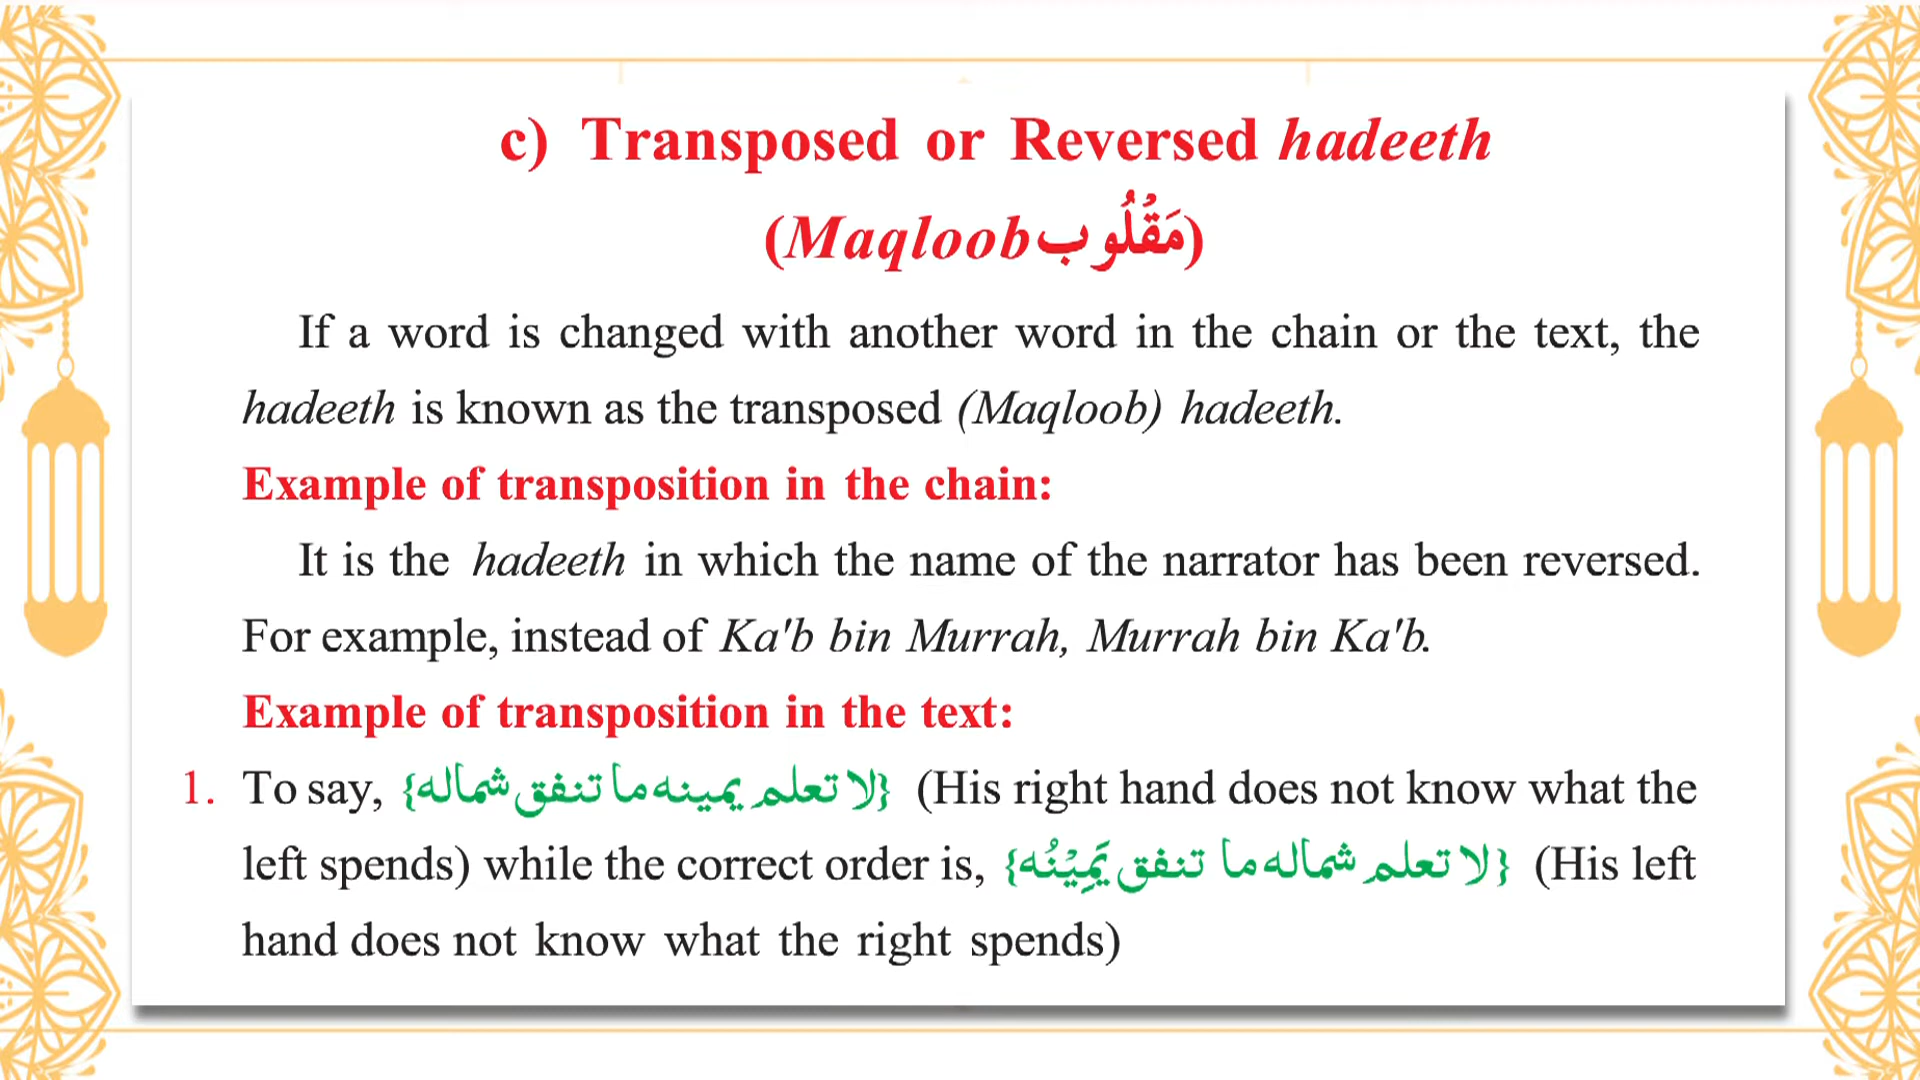 c) Transposed or Reversed hadeeth
(Maqloob مَقْلُوب)
If a word is changed with another word in the chain or the text, the
hadeeth is known as the transposed (Maqloob) hadeeth.
Example of transposition in the chain:
It is the hadeeth in which the name of the narrator has been reversed.
For example, instead of Ka'b bin Murrah, Murrah bin Ka'b.
Example of transposition in the text:
1. To say, {لا تعلم يمينه ما تنفق شماله} (His right hand does not know what the
left spends) while the correct order is, {لا تعلم شماله ما تنفق يَمِيْنُه} (His left
hand does not know what the right spends)